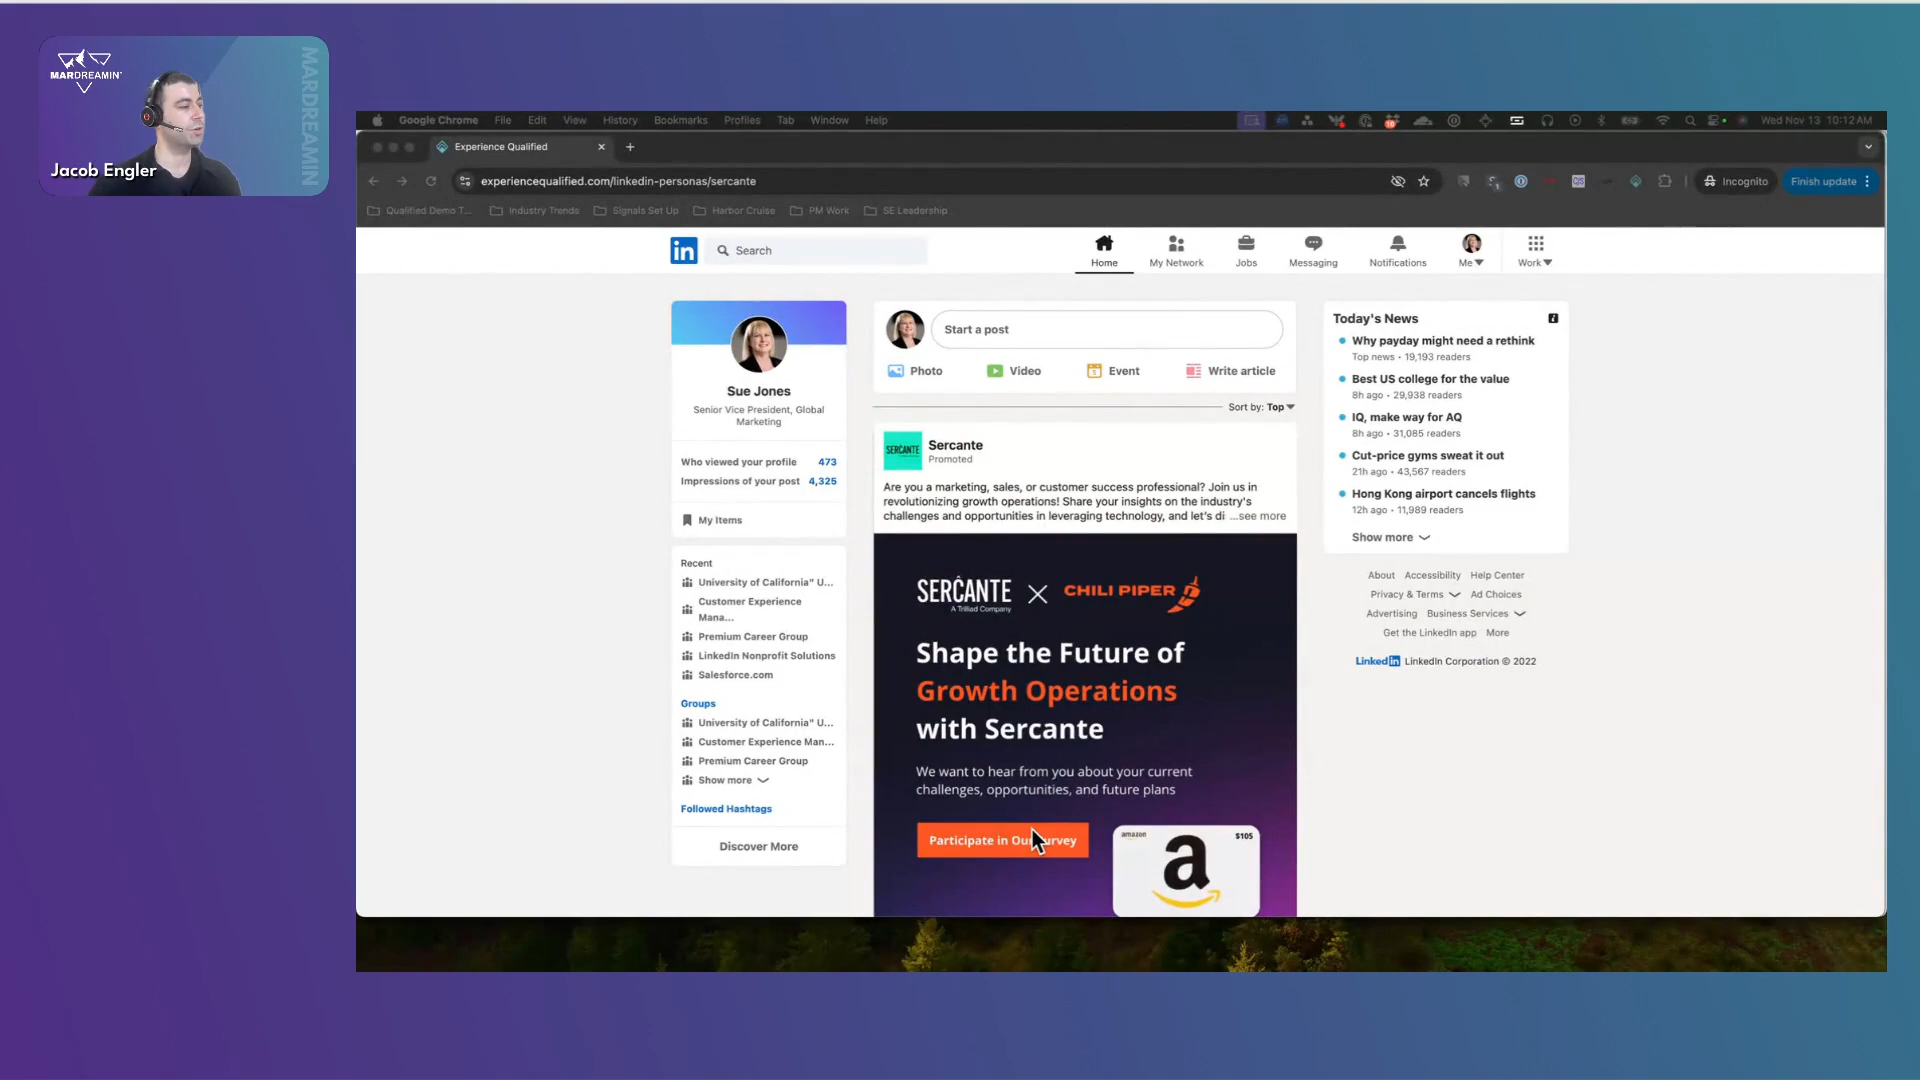 MARDREAMIN'
MARDREAMIN
Jacob Engler
Google Chrome File Edit View History Bookmarks Profiles Tab Window Help
Wed Nov 13 10:12 AM
Experience Qualified
experiencequalified.com/linkedin-personas/sercante
Incognito
Finish update
Qualified Demo T...
Industry Trends
Signals Set Up
Harbor Cruise
PM Work
SE Leadership
in
Search
Home
My Network
Jobs
Messaging
Notifications
Me
Work
Sue Jones
Senior Vice President, Global
Marketing
Who viewed your profile 473
Impressions of your post 4,325
My Items
Recent
University of California" U...
Customer Experience
Mana...
Premium Career Group
LinkedIn Nonprofit Solutions
Salesforce.com
Groups
University of California" U...
Customer Experience Man...
Premium Career Group
Show more
Followed Hashtags
Discover More
Start a post
Photo
Video
Event
Write article
Sort by: Top
SERCANTE
Sercante
Promoted
Are you a marketing, sales, or customer success professional? Join us in
revolutionizing growth operations! Share your insights on the industry's
challenges and opportunities in leveraging technology, and let's di ...see more
SERCANTE
A Trilliad Company
CHILI PIPER
Shape the Future of
Growth Operations
with Sercante
We want to hear from you about your current
challenges, opportunities, and future plans
Participate in Our
amazon
$105
a
Today's News
Why payday might need a rethink
Top news • 19,193 readers
Best US college for the value
8h ago • 29,938 readers
IQ, make way for AQ
8h ago • 31,085 readers
Cut-price gyms sweat it out
21h ago • 43,567 readers
Hong Kong airport cancels flights
12h ago • 11,989 readers
Show more
About Accessibility Help Center
Privacy & Terms Ad Choices
Advertising Business Services
Get the LinkedIn app More
LinkedIn LinkedIn Corporation © 2022